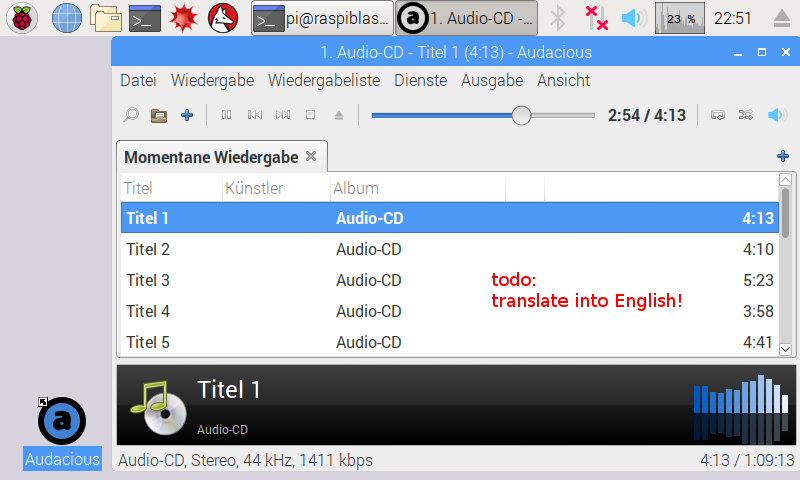 pi@raspiblas... 1. Audio-CD -... 23 % 22:51
1. Audio-CD - Titel 1 (4:13) - Audacious
Datei Wiedergabe Wiedergabeliste Dienste Ausgabe Ansicht
2:54 / 4:13
Momentane Wiedergabe
Titel Künstler Album
Titel 1 Audio-CD 4:13
Titel 2 Audio-CD 4:10
Titel 3 Audio-CD 5:23
Titel 4 Audio-CD 3:58
Titel 5 Audio-CD 4:41
todo:
translate into English!
Titel 1
Audio-CD
Audacious
Audio-CD, Stereo, 44 kHz, 1411 kbps 4:13 / 1:09:13